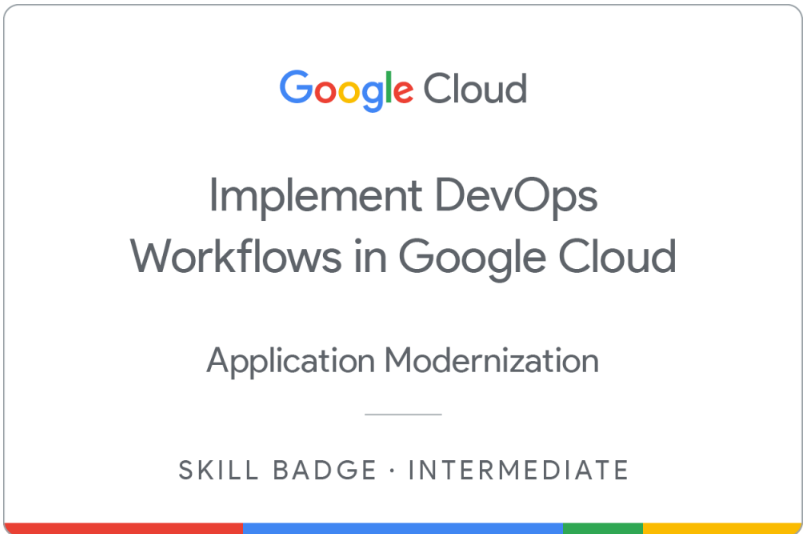 Google Cloud
Implement DevOps
Workflows in Google Cloud
Application Modernization
SKILL BADGE · INTERMEDIATE